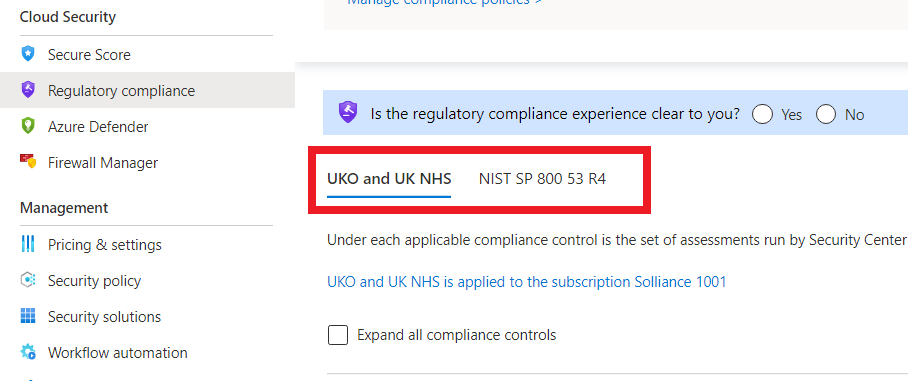 Cloud Security
Secure Score
Regulatory compliance
Azure Defender
Firewall Manager
Management
Pricing & settings
Security policy
Security solutions
Workflow automation
Manage compliance policies >
Is the regulatory compliance experience clear to you? Yes No
UKO and UK NHS NIST SP 800 53 R4
Under each applicable compliance control is the set of assessments run by Security Center
UKO and UK NHS is applied to the subscription Solliance 1001
Expand all compliance controls